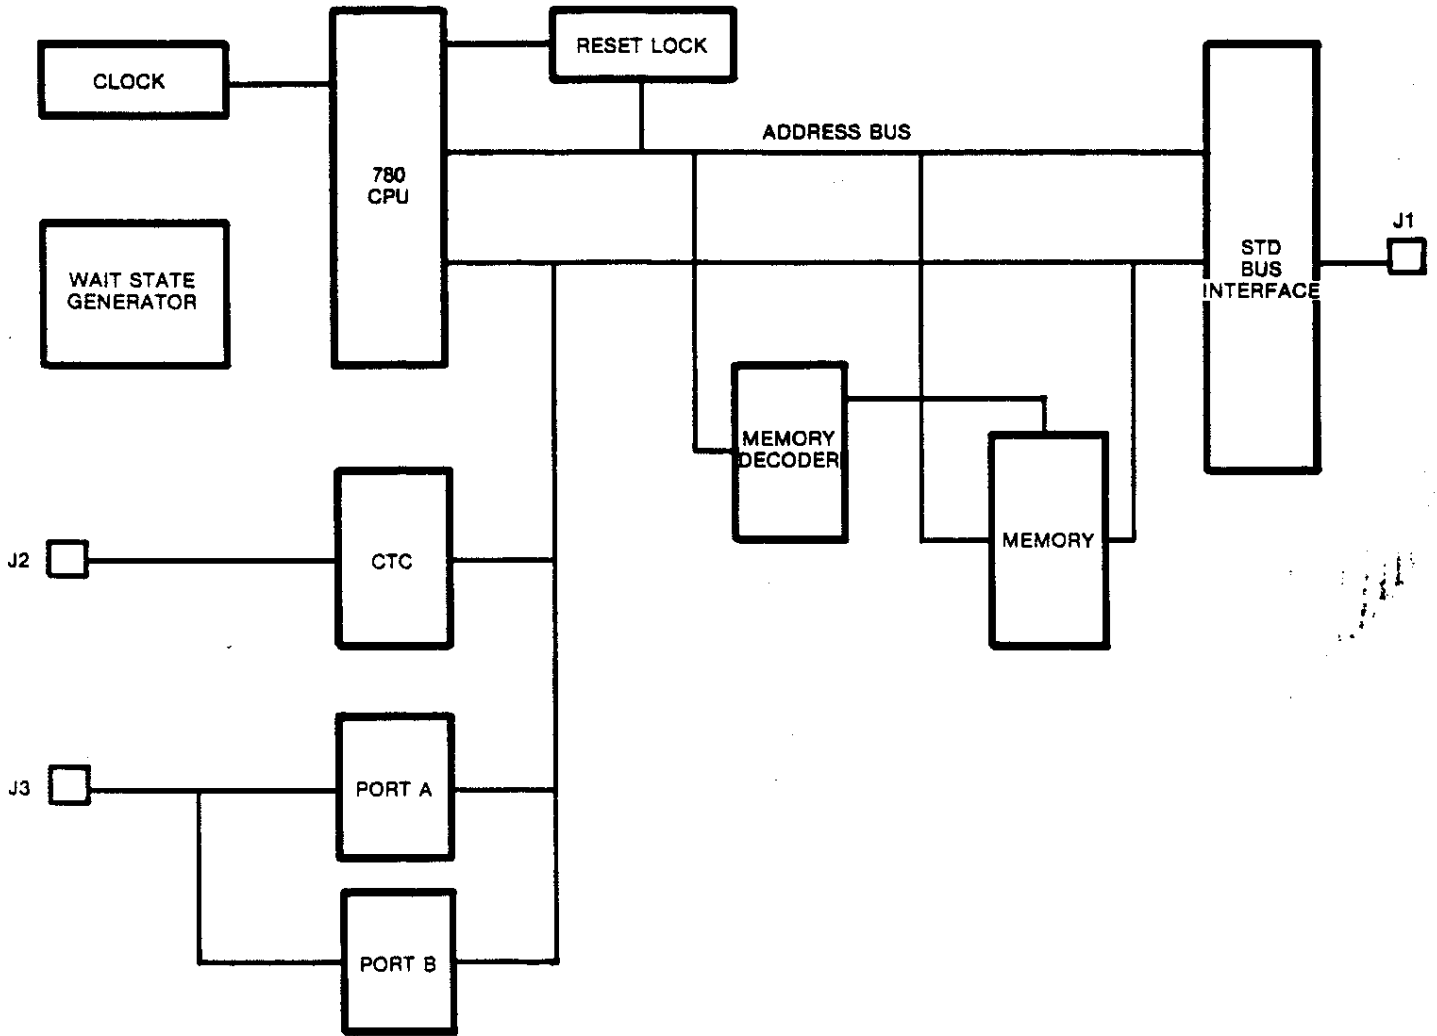 RESET LOCK
CLOCK
ADDRESS BUS
780
CPU
J1
STD
BUS
INTERFACE
WAIT STATE
GENERATOR
MEMORY
DECODER
MEMORY
J2
CTC
J3
PORT A
PORT B